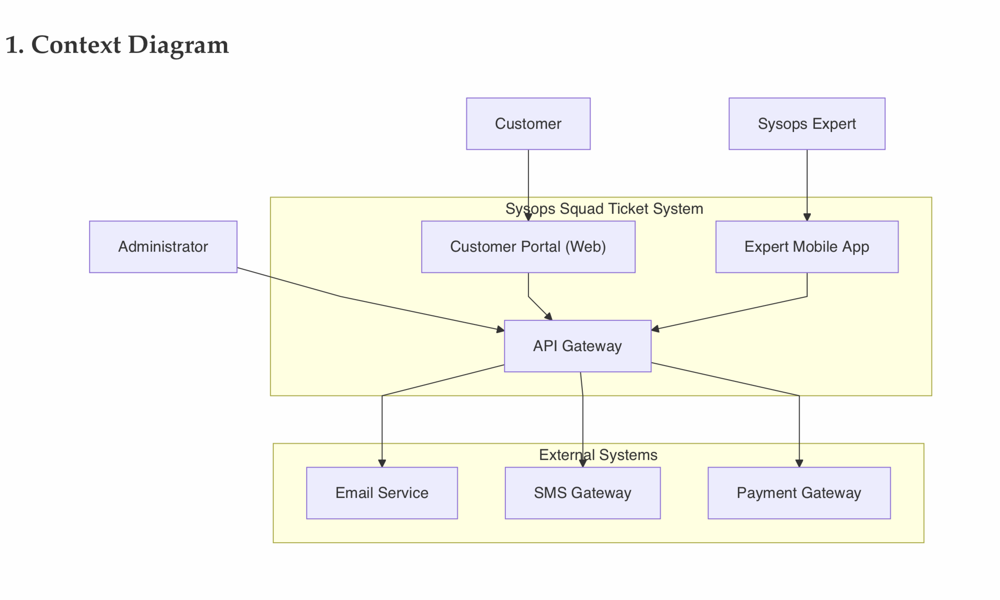 1. Context Diagram
Customer
Sysops Expert
Sysops Squad Ticket System
Administrator
Customer Portal (Web)
Expert Mobile App
API Gateway
External Systems
Email Service
SMS Gateway
Payment Gateway